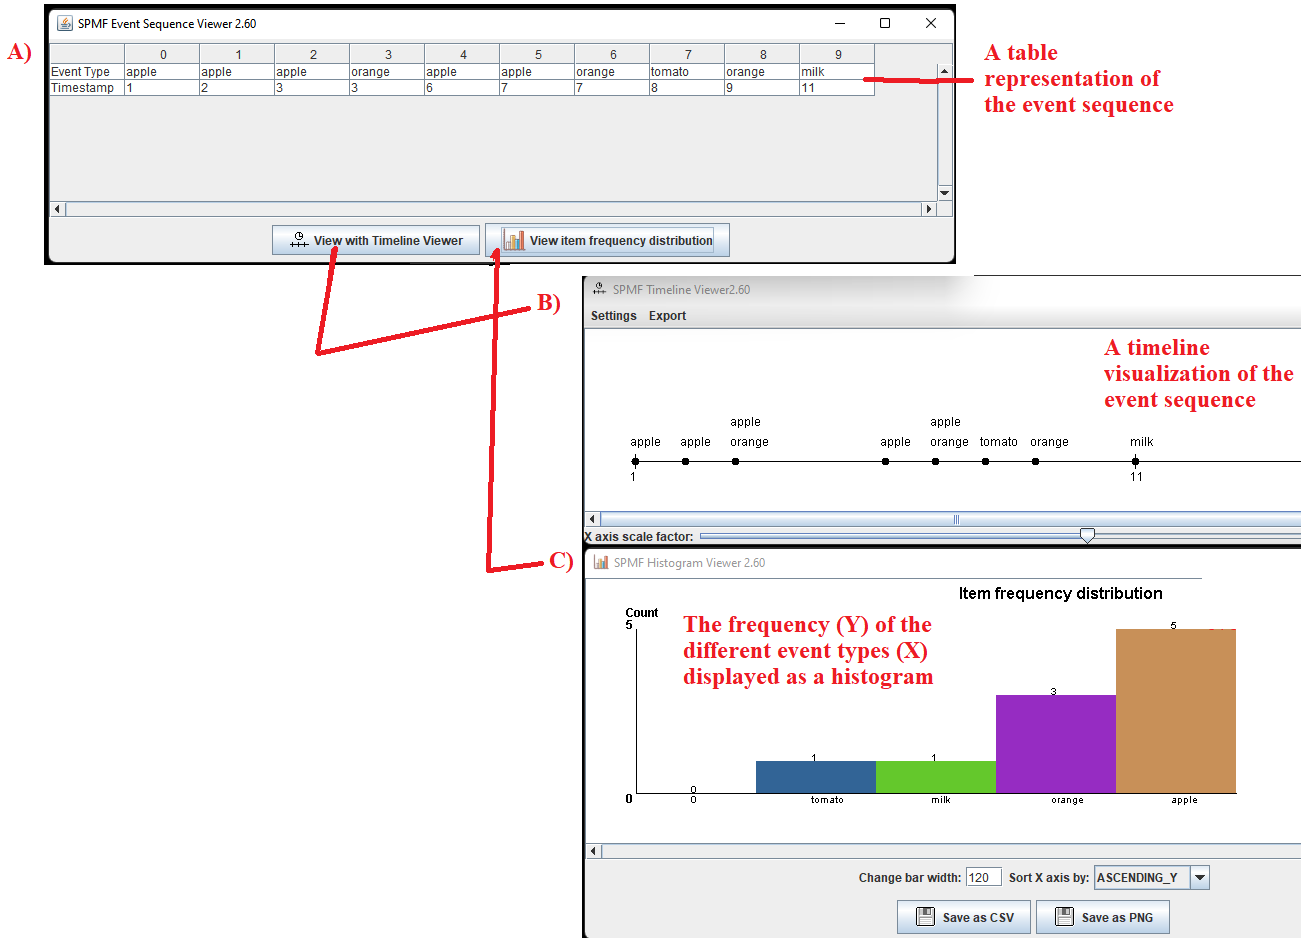 SPMF Event Sequence Viewer 2.60
A)
0 1 2 3 4 5 6 7 8 9
Event Type apple apple apple orange apple apple orange tomato orange milk
Timestamp 1 2 3 3 6 7 7 8 9 11
A table
representation of
the event sequence
View with Timeline Viewer
View item frequency distribution
B)
SPMF Timeline Viewer2.60
Settings Export
A timeline
visualization of the
event sequence
apple apple
apple apple orange apple orange tomato orange milk
1 11
X axis scale factor:
C)
SPMF Histogram Viewer 2.60
Item frequency distribution
Count
5
The frequency (Y) of the
different event types (X)
displayed as a histogram
5
3
1 1
0
0
0 tomato milk orange apple
Change bar width: 120 Sort X axis by: ASCENDING_Y
Save as CSV Save as PNG